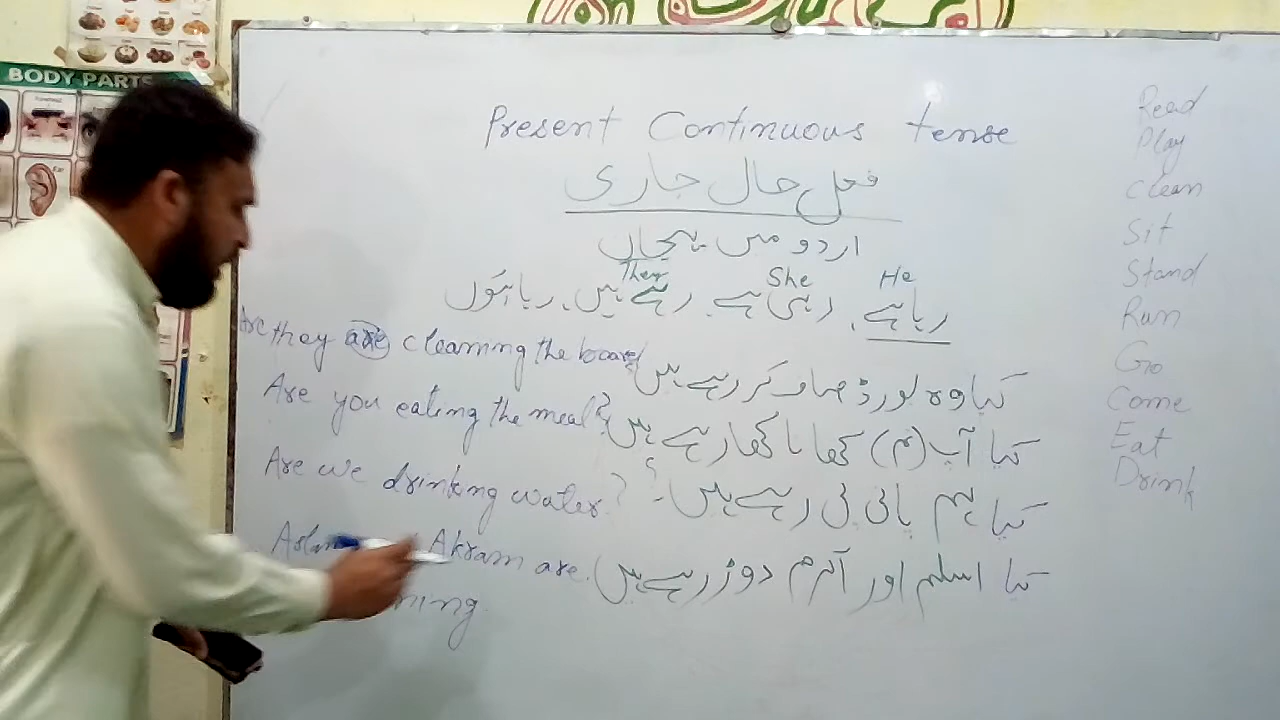 BODY PARTS
Present Continuous tense
فعل حال جاری
اردو میں پہچان
He She They
رہا ہے، رہی ہے، رہے ہیں، رہا ہوں
Are they are cleaning the board
کیا وہ بورڈ صاف کر رہے ہیں
Are you eating the meal?
کیا آپ (تم) کھانا کھا رہے ہیں
Are we drinking water?
کیا ہم پانی پی رہے ہیں ؟
Akram are
کیا اسلم اور اکرم دوڑ رہے ہیں
Read
Play
Clean
Sit
Stand
Run
Go
Come
Eat
Drink